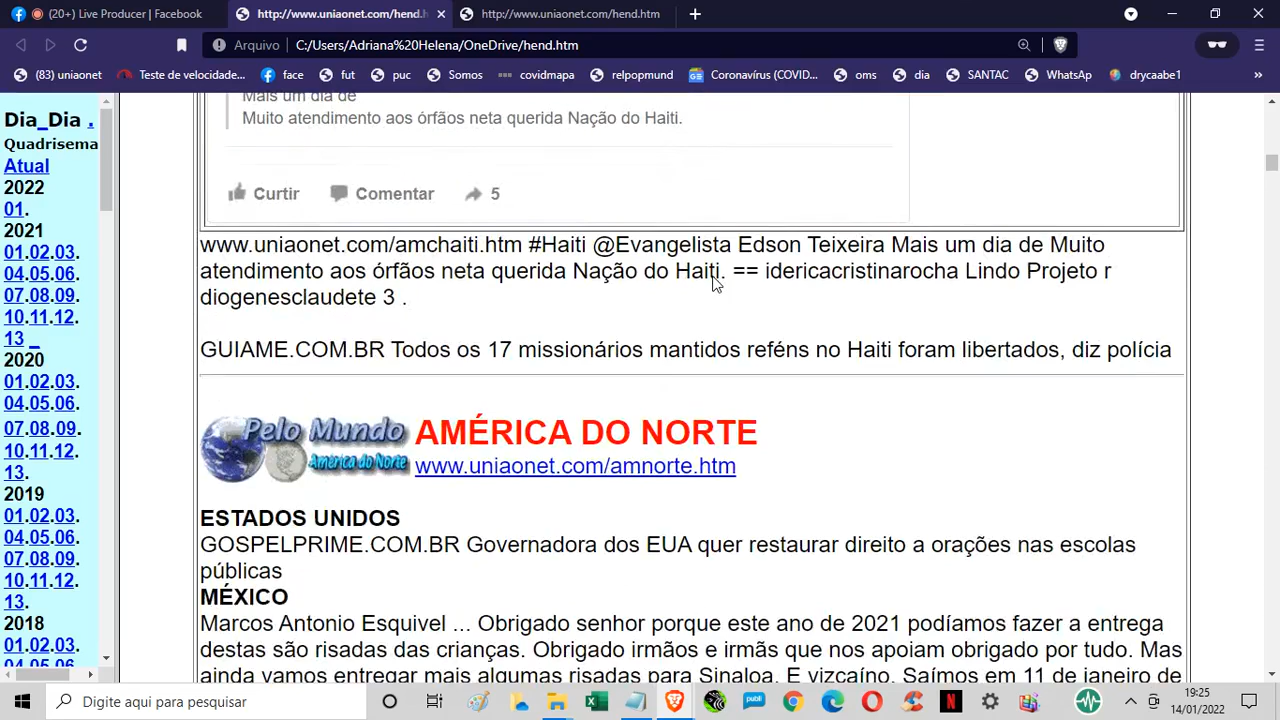 (20+) Live Producer | Facebook
http://www.uniaonet.com/hend.h
http://www.uniaonet.com/hend.htm
Arquivo
C:/Users/Adriana%20Helena/OneDrive/hend.htm
(83) uniaonet
Teste de velocidade...
face
fut
puc
Somos
covidmapa
relpopmund
Coronavírus (COVID...
oms
dia
SANTAC
WhatsApp
drycaabe1
»
Dia_Dia .
Quadrisema
Atual
2022
01.
2021
01.02.03.
04.05.06.
07.08.09.
10.11.12.
13 _
2020
01.02.03.
04.05.06.
07.08.09.
10.11.12.
13.
2019
01.02.03.
04.05.06.
07.08.09.
10.11.12.
13.
2018
01.02.03.
04.05.06.
Mais um dia de
Muito atendimento aos órfãos neta querida Nação do Haiti.
Curtir
Comentar
5
www.uniaonet.com/amchaiti.htm #Haiti @Evangelista Edson Teixeira Mais um dia de Muito
atendimento aos órfãos neta querida Nação do Haiti. == idericacristinarocha Lindo Projeto r
diogenesclaudete 3 .
GUIAME.COM.BR Todos os 17 missionários mantidos reféns no Haiti foram libertados, diz polícia
Pelo Mundo
América do Norte
AMÉRICA DO NORTE
www.uniaonet.com/amnorte.htm
ESTADOS UNIDOS
GOSPELPRIME.COM.BR Governadora dos EUA quer restaurar direito a orações nas escolas
públicas
MÉXICO
Marcos Antonio Esquivel ... Obrigado senhor porque este ano de 2021 podíamos fazer a entrega
destas são risadas das crianças. Obrigado irmãos e irmãs que nos apoiam obrigado por tudo. Mas
ainda vamos entregar mais algumas risadas para Sinaloa. E vizcaíno. Saímos em 11 de janeiro de
Digite aqui para pesquisar
publi
19:25
14/01/2022